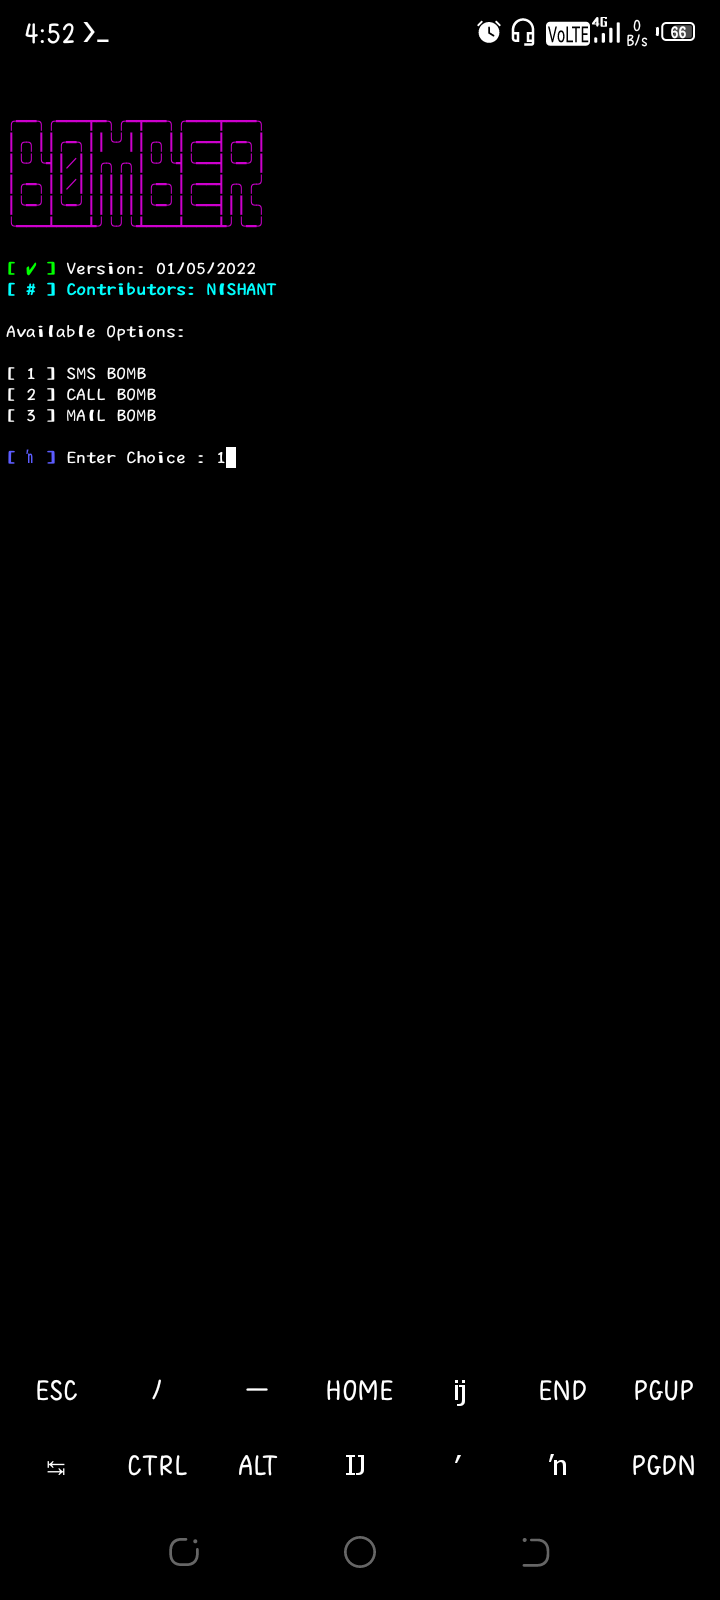 4:52 >_ VoLTE 4G 0 B/s 66
BOMBER
[ ✔ ] Version: 01/05/2022
[ # ] Contributors: NISHANT
Available Options:
[ 1 ] SMS BOMB
[ 2 ] CALL BOMB
[ 3 ] MAIL BOMB
[ ŉ ] Enter Choice : 1
ESC / — HOME ĳ END PGUP
↹ CTRL ALT Ĳ ʼ ŉ PGDN